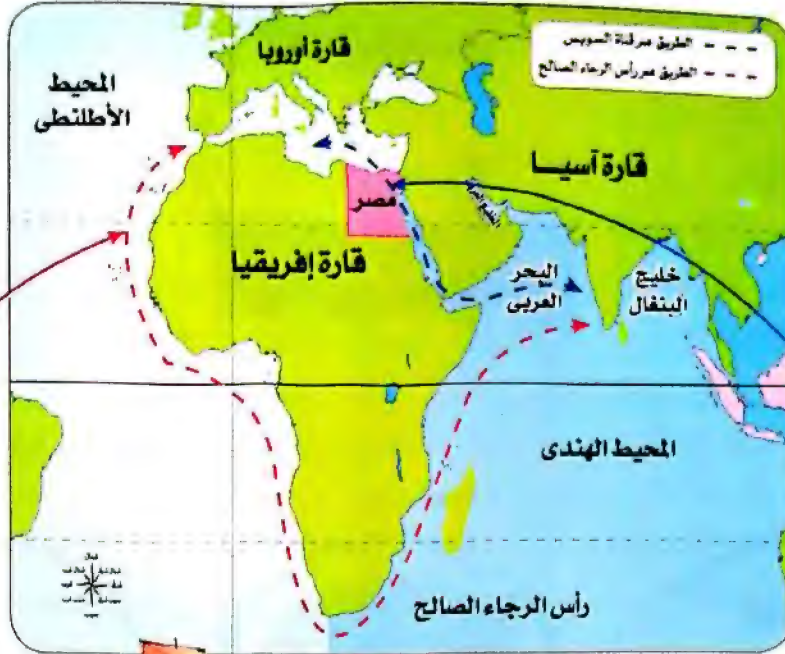 الطريق عبر قناة السويس
الطريق عبر رأس الرجاء الصالح
قارة أوروبا
المحيط
الأطلنطى
قارة آسيا
مصر
قارة إفريقيا
البحر
العربى
خليج
البنغال
المحيط الهندى
رأس الرجاء الصالح